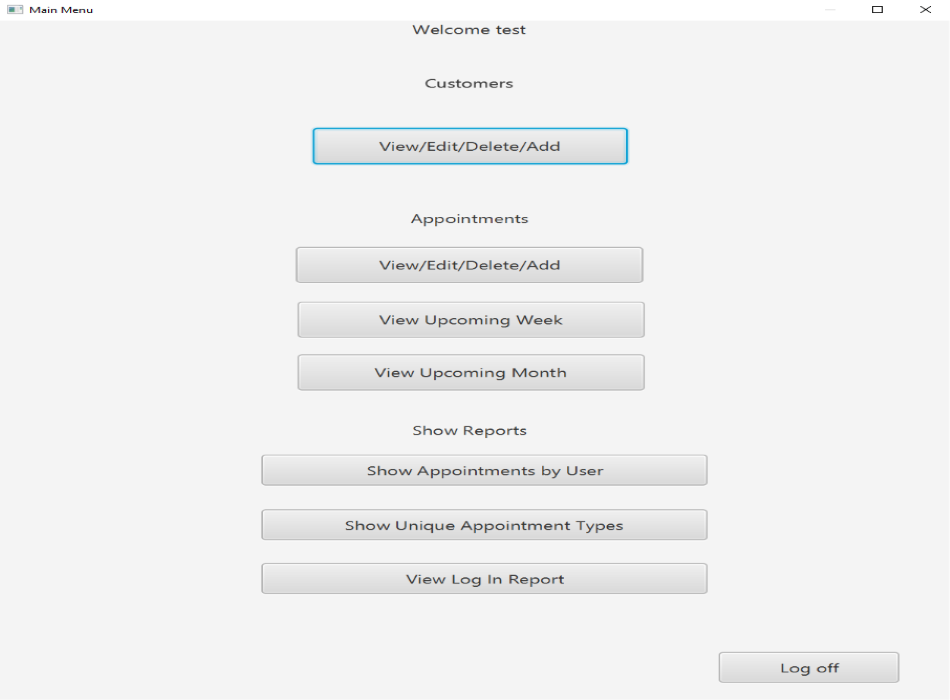 Main Menu
Welcome test
Customers
View/Edit/Delete/Add
Appointments
View/Edit/Delete/Add
View Upcoming Week
View Upcoming Month
Show Reports
Show Appointments by User
Show Unique Appointment Types
View Log In Report
Log off